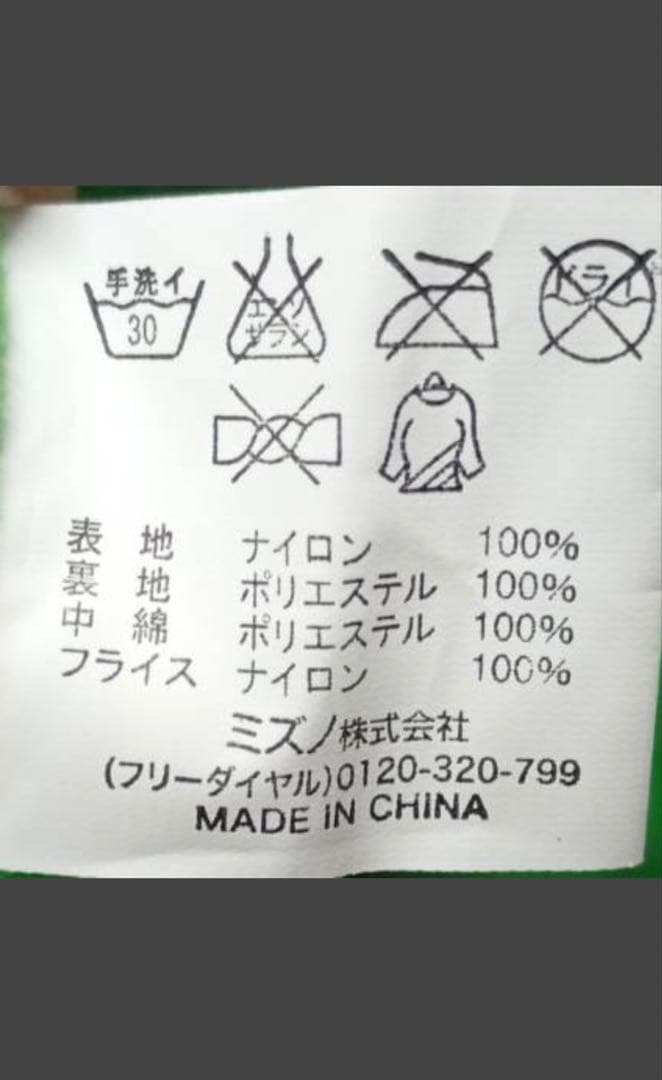 手洗イ
30
エンソ
サラシ
ドライ
表地 ナイロン 100%
裏地 ポリエステル 100%
中綿 ポリエステル 100%
フライス ナイロン 100%
ミズノ株式会社
(フリーダイヤル)0120-320-799
MADE IN CHINA